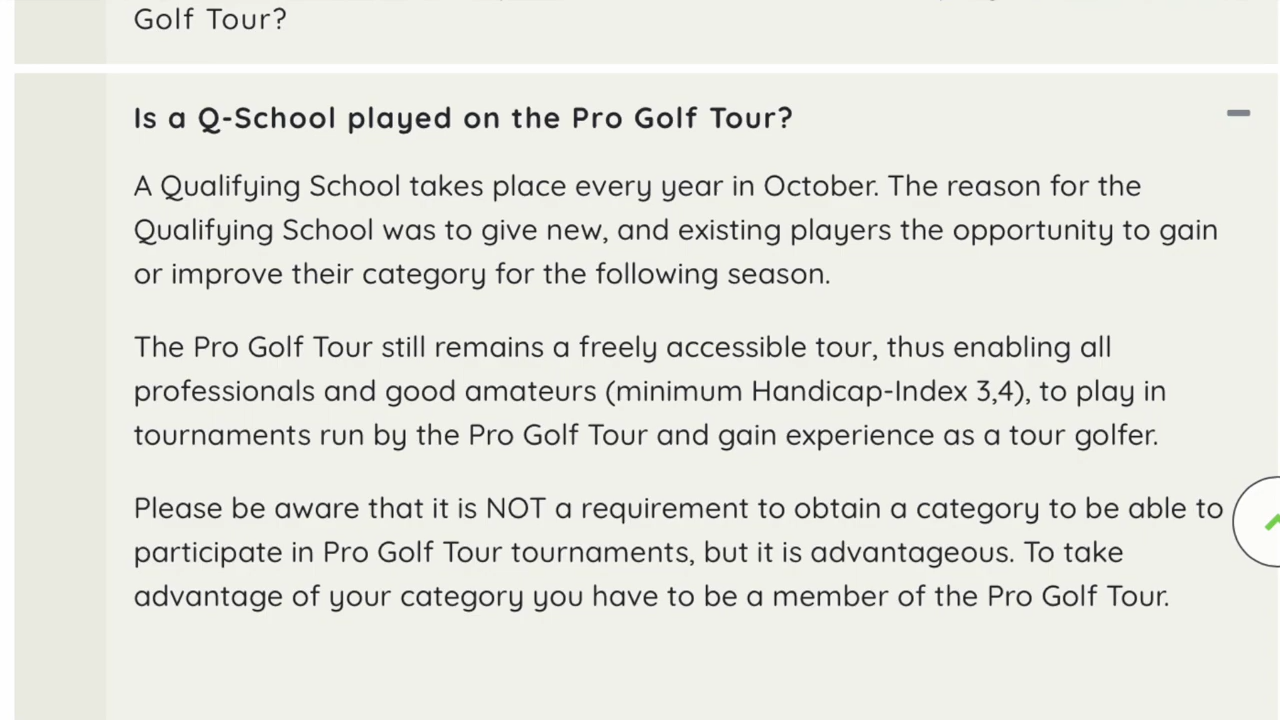 Golf Tour?
Is a Q-School played on the Pro Golf Tour?
A Qualifying School takes place every year in October. The reason for the
Qualifying School was to give new, and existing players the opportunity to gain
or improve their category for the following season.
The Pro Golf Tour still remains a freely accessible tour, thus enabling all
professionals and good amateurs (minimum Handicap-Index 3,4), to play in
tournaments run by the Pro Golf Tour and gain experience as a tour golfer.
Please be aware that it is NOT a requirement to obtain a category to be able to
participate in Pro Golf Tour tournaments, but it is advantageous. To take
advantage of your category you have to be a member of the Pro Golf Tour.